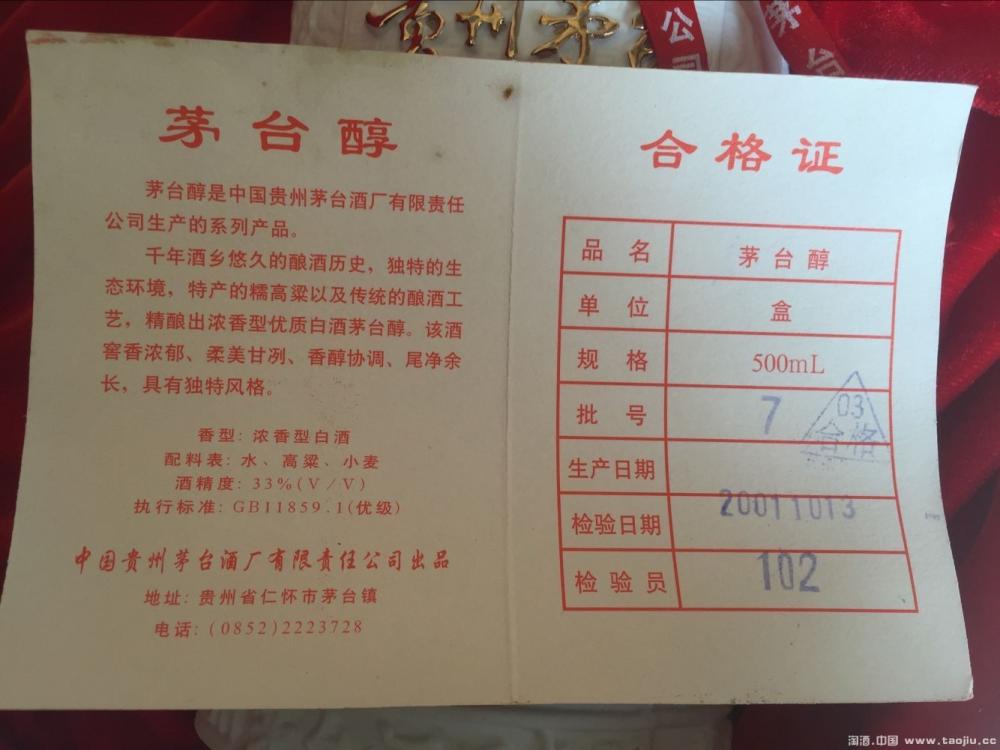 贵州茅
公司
茅台
茅台醇
茅台醇是中国贵州茅台酒厂有限责任
公司生产的系列产品。
千年酒乡悠久的酿酒历史，独特的生
态环境，特产的糯高粱以及传统的酿酒工
艺，精酿出浓香型优质白酒茅台醇。该酒
窖香浓郁、柔美甘冽、香醇协调、尾净余
长，具有独特风格。
香型：浓香型白酒
配料表：水、高粱、小麦
酒精度：33%(V/V)
执行标准：GB11859.1(优级)
中国贵州茅台酒厂有限责任公司出品
地址：贵州省仁怀市茅台镇
电话：(0852)2223728
合格证
品名 茅台醇
单位 盒
规格 500mL
批号 7
03
合格
生产日期
检验日期 20011013
检验员 102
淘酒.中国 www.taojiu.cc